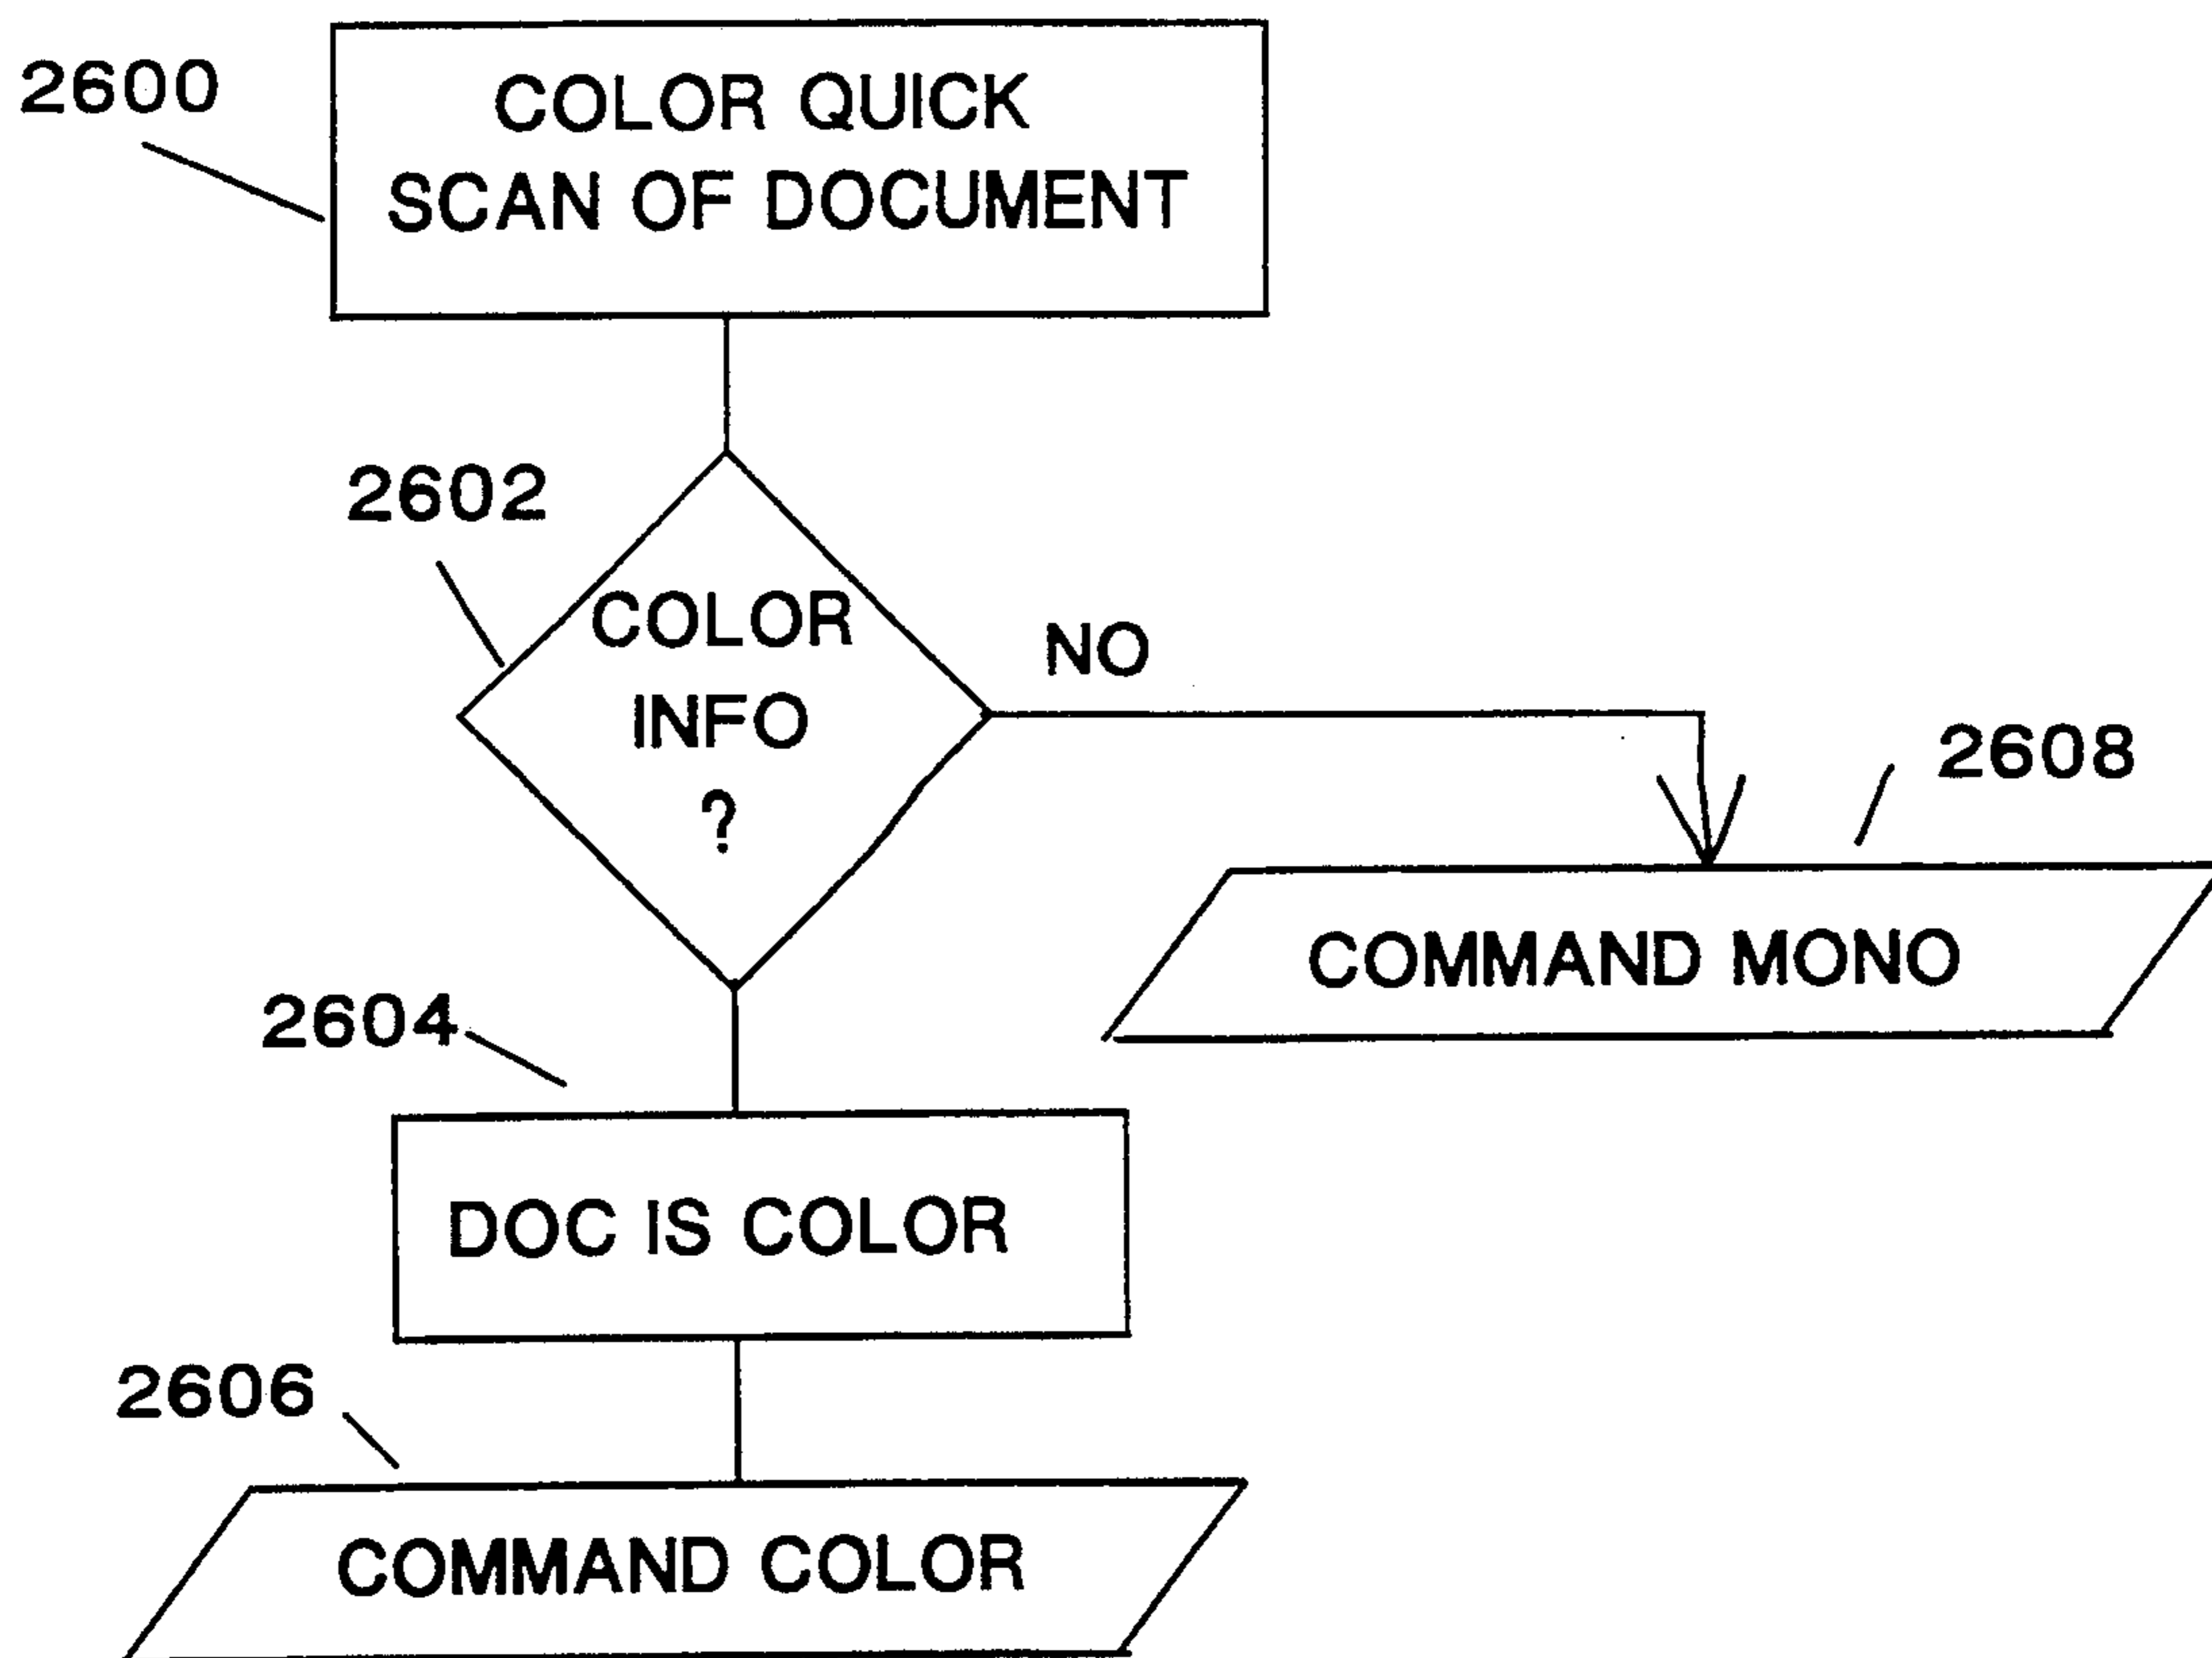 2600
COLOR QUICK
SCAN OF DOCUMENT
2602
COLOR
INFO
?
NO
2608
COMMAND MONO
2604
DOC IS COLOR
2606
COMMAND COLOR